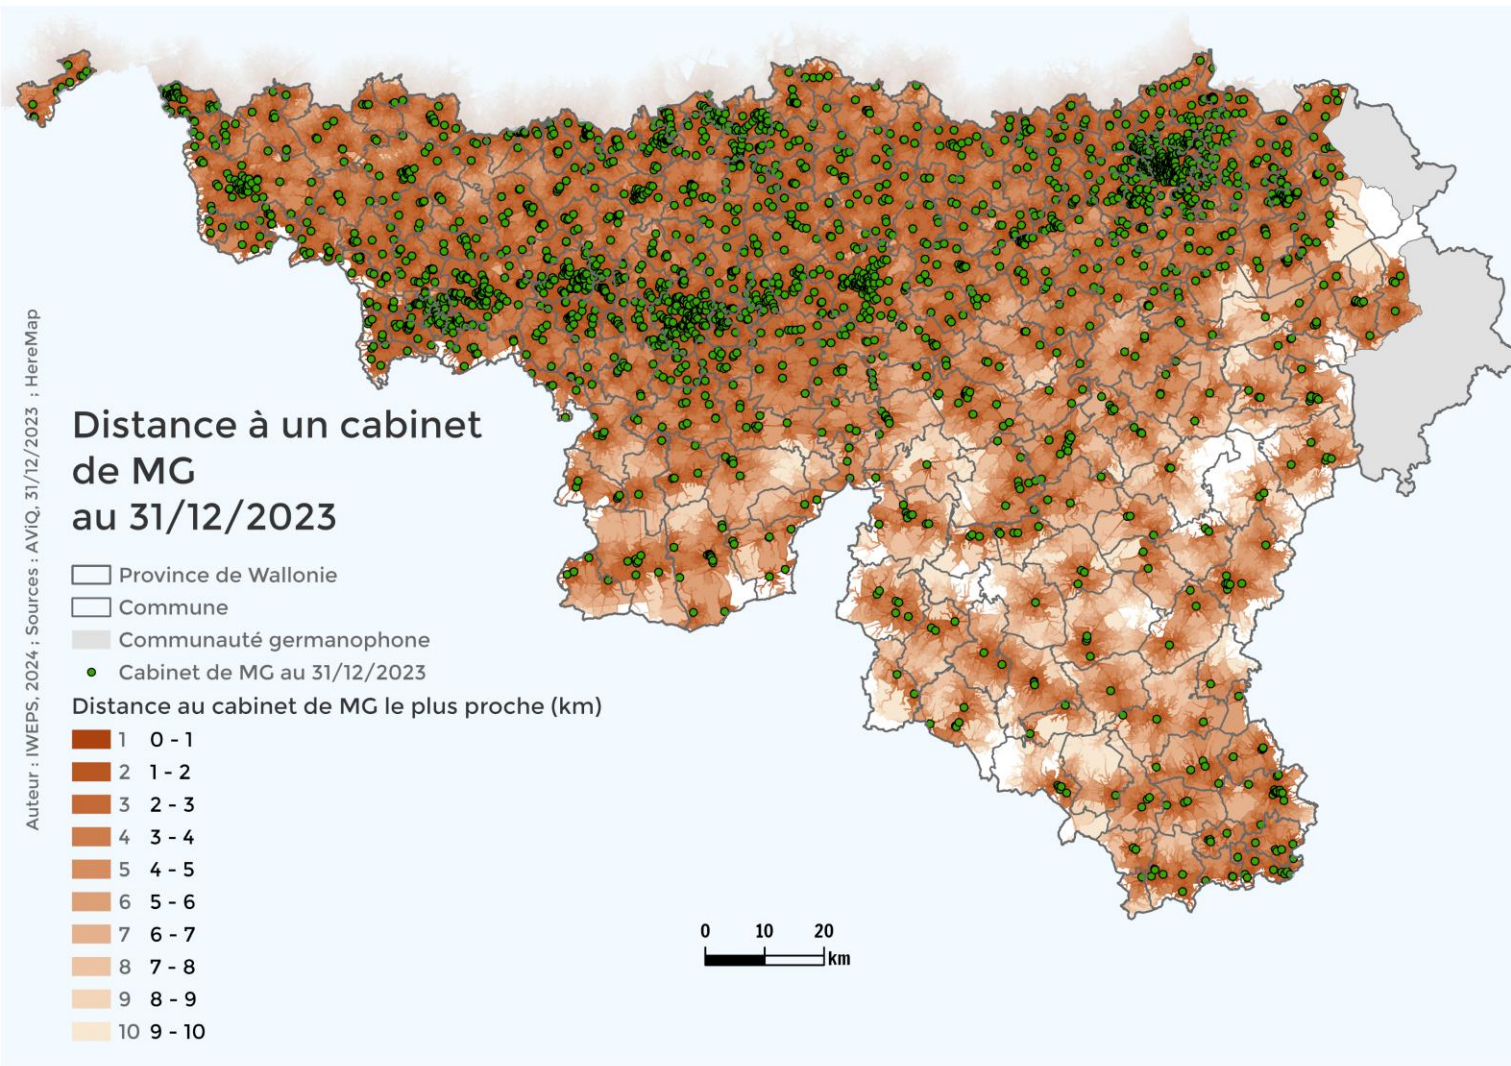 Auteur : IWEPS, 2024 ; Sources : AViQ, 31/12/2023 ; HereMap
Distance à un cabinet
de MG
au 31/12/2023
Province de Wallonie
Commune
Communauté germanophone
Cabinet de MG au 31/12/2023
Distance au cabinet de MG le plus proche (km)
1 0 - 1
2 1 - 2
3 2 - 3
4 3 - 4
5 4 - 5
6 5 - 6
7 6 - 7
8 7 - 8
9 8 - 9
10 9 - 10
0 10 20
km